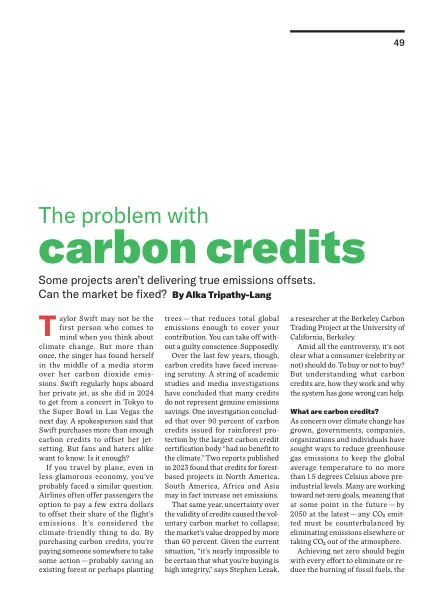 49
The problem with
carbon credits
Some projects aren't delivering true emissions offsets.
Can the market be fixed? By Alka Tripathy-Lang
Taylor Swift may not be the
first person who comes to
mind when you think about
climate change. But more than
once, the singer has found herself
in the middle of a media storm
over her carbon dioxide emis-
sions. Swift regularly hops aboard
her private jet, as she did in 2024
to get from a concert in Tokyo to
the Super Bowl in Las Vegas the
next day. A spokesperson said that
Swift purchases more than enough
carbon credits to offset her jet-
setting. But fans and haters alike
want to know: Is it enough?
If you travel by plane, even in
less-glamorous economy, you've
probably faced a similar question.
Airlines often offer passengers the
option to pay a few extra dollars
to offset their share of the flight's
emissions. It's considered the
climate-friendly thing to do. By
purchasing carbon credits, you're
paying someone somewhere to take
some action — probably saving an
existing forest or perhaps planting
trees — that reduces total global
emissions enough to cover your
contribution. You can take off with-
out a guilty conscience. Supposedly.
Over the last few years, though,
carbon credits have faced increas-
ing scrutiny. A string of academic
studies and media investigations
have concluded that many credits
do not represent genuine emissions
savings. One investigation conclud-
ed that over 90 percent of carbon
credits issued for rainforest pro-
tection by the largest carbon credit
certification body "had no benefit to
the climate." Two reports published
in 2023 found that credits for forest-
based projects in North America,
South America, Africa and Asia
may in fact increase net emissions.
That same year, uncertainty over
the validity of credits caused the vol-
untary carbon market to collapse;
the market's value dropped by more
than 60 percent. Given the current
situation, "it's nearly impossible to
be certain that what you're buying is
high integrity," says Stephen Lezak,
a researcher at the Berkeley Carbon
Trading Project at the University of
California, Berkeley.
Amid all the controversy, it's not
clear what a consumer (celebrity or
not) should do. To buy or not to buy?
But understanding what carbon
credits are, how they work and why
the system has gone wrong can help.
What are carbon credits?
As concern over climate change has
grown, governments, companies,
organizations and individuals have
sought ways to reduce greenhouse
gas emissions to keep the global
average temperature to no more
than 1.5 degrees Celsius above pre-
industrial levels. Many are working
toward net-zero goals, meaning that
at some point in the future — by
2050 at the latest — any CO₂ emit-
ted must be counterbalanced by
eliminating emissions elsewhere or
taking CO₂ out of the atmosphere.
Achieving net zero should begin
with every effort to eliminate or re-
duce the burning of fossil fuels, the